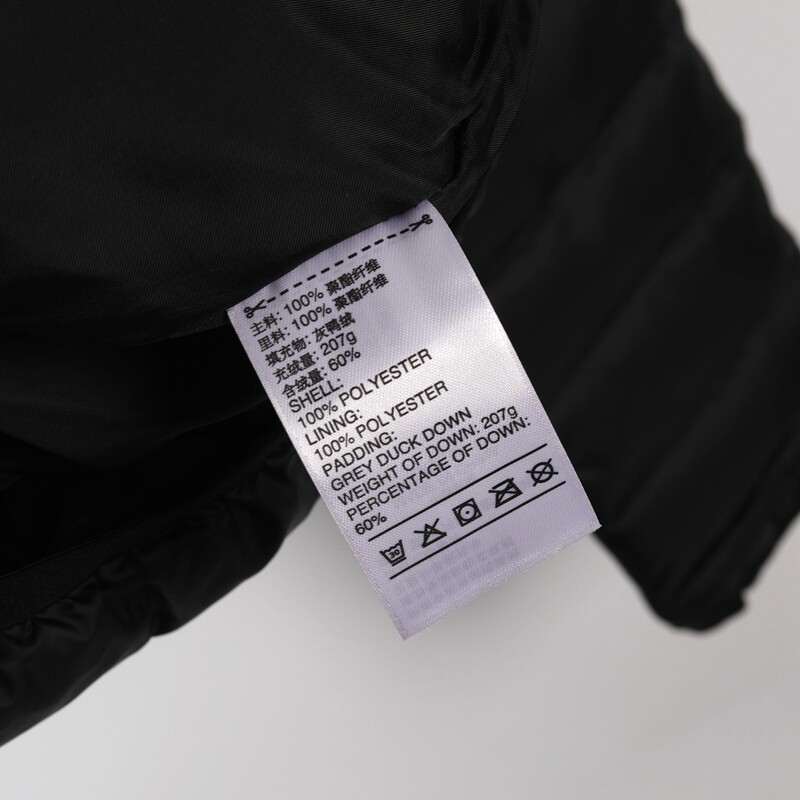 主料: 100% 聚酯纤维
里料: 100% 聚酯纤维
填充物: 灰鸭绒
充绒量: 207g
含绒量: 60%
SHELL:
100% POLYESTER
LINING:
100% POLYESTER
PADDING:
GREY DUCK DOWN
WEIGHT OF DOWN: 207g
PERCENTAGE OF DOWN:
60%
30